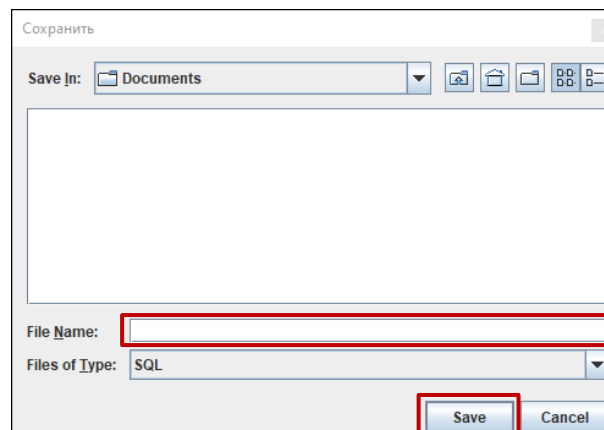 Сохранить
Save In: Documents
File Name:
Files of Type: SQL
Save Cancel